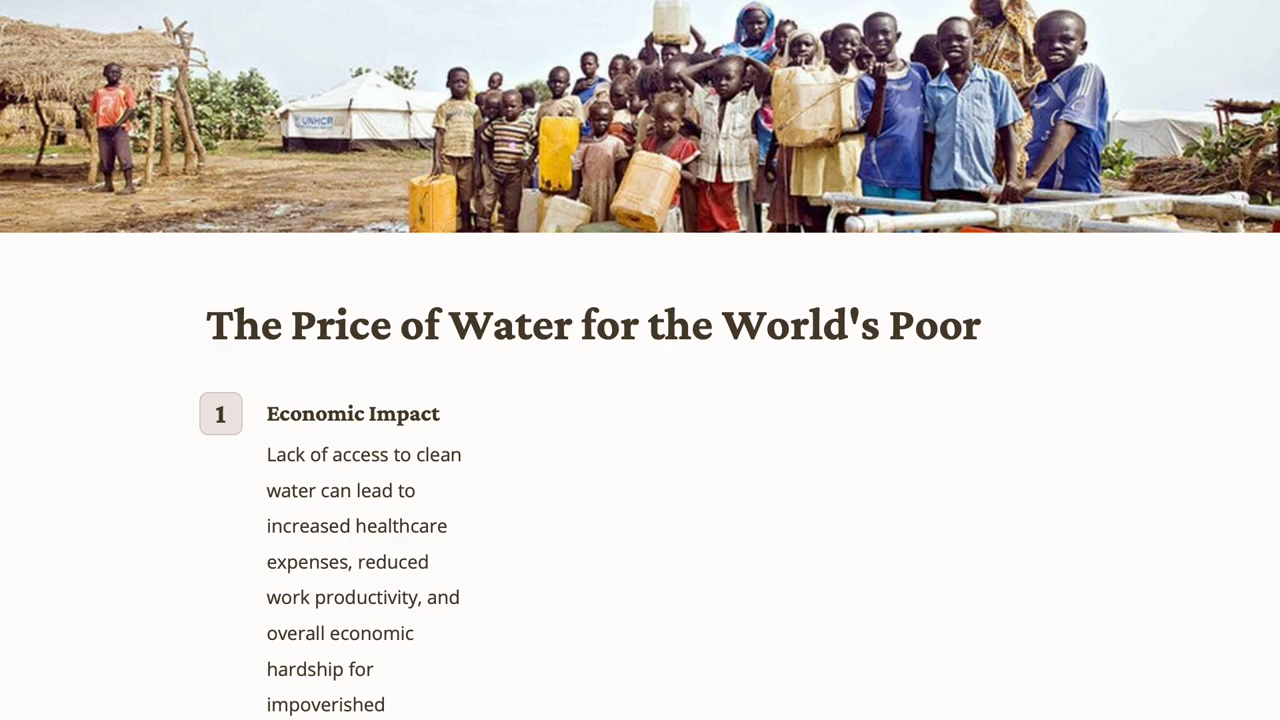 UNHCR
The Price of Water for the World's Poor
1
Economic Impact
Lack of access to clean
water can lead to
increased healthcare
expenses, reduced
work productivity, and
overall economic
hardship for
impoverished